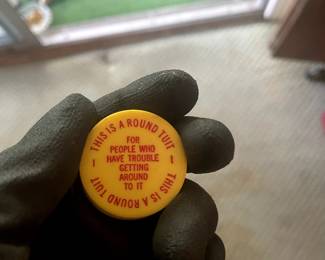 THIS IS A ROUND TUIT
FOR
PEOPLE WHO
HAVE TROUBLE
GETTING
AROUND
TO IT
THIS IS A ROUND TUIT